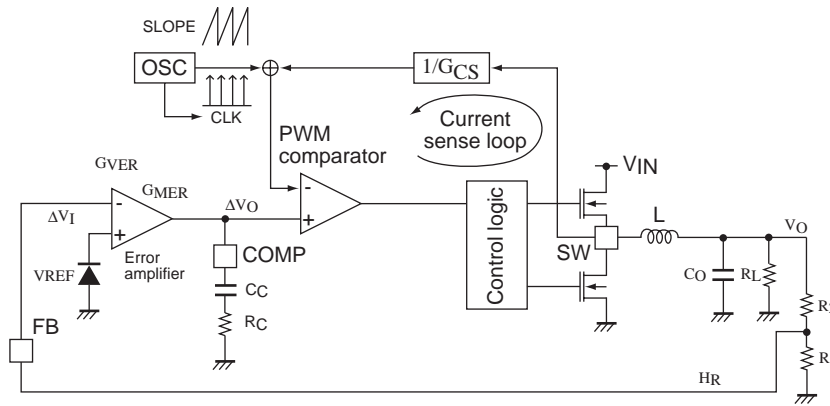 SLOPE
OSC
CLK
1/GCS
Current
sense loop
PWM
comparator
GVER
GMER
ΔVI
ΔVO
VREF
Error
amplifier
COMP
CC
RC
FB
Control logic
VIN
SW
L
VO
CO
RL
HR
-
+
-
+